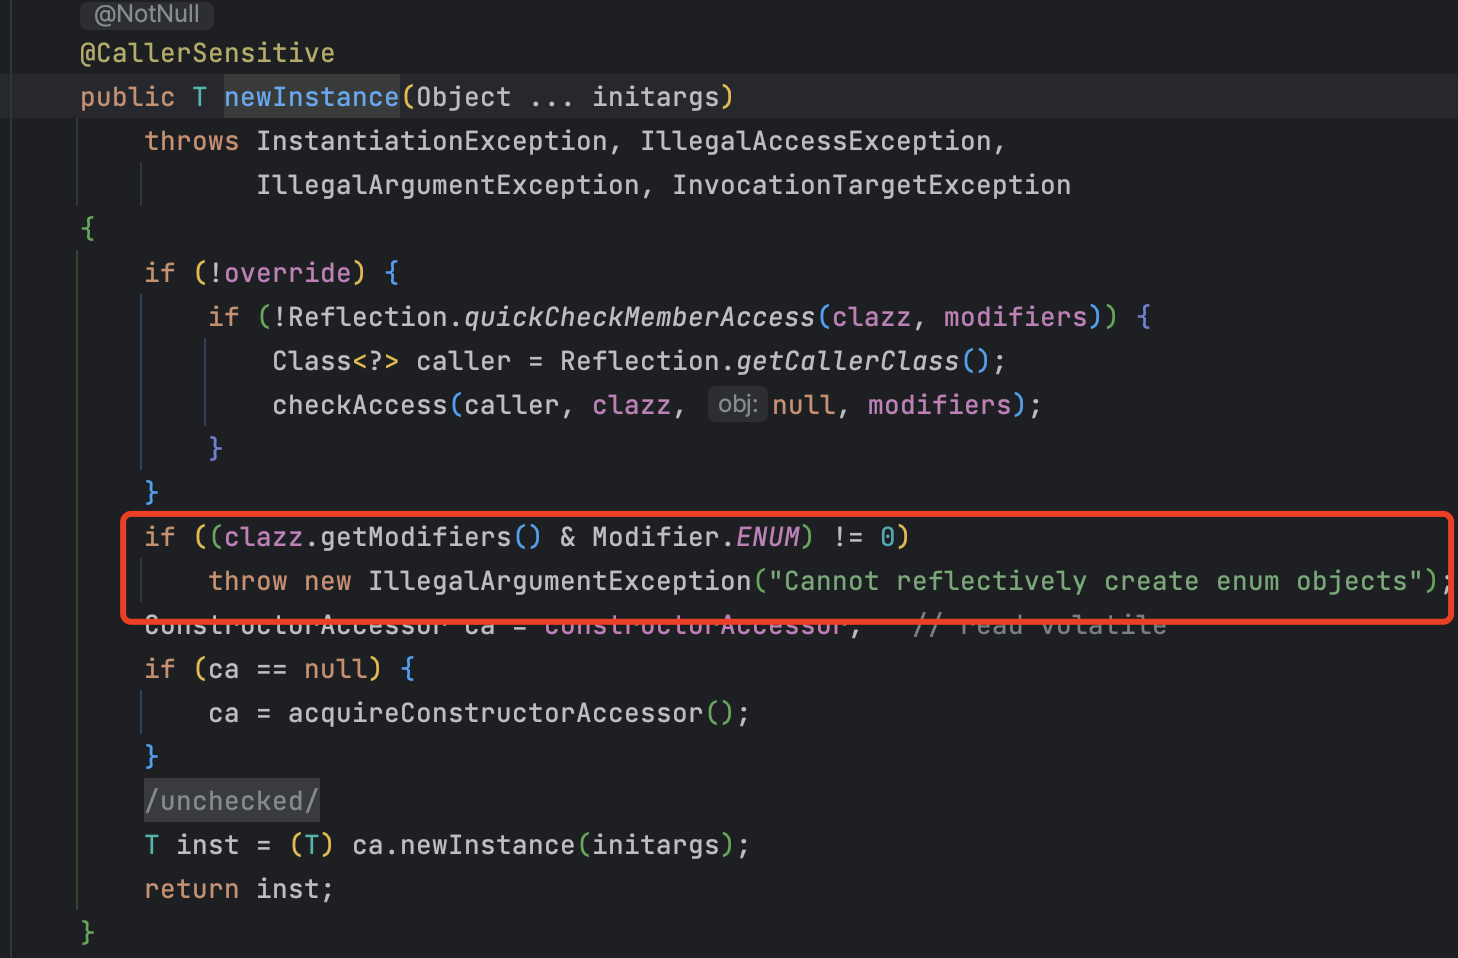 @NotNull
@CallerSensitive
public T newInstance(Object ... initargs)
throws InstantiationException, IllegalAccessException,
IllegalArgumentException, InvocationTargetException
{
if (!override) {
if (!Reflection.quickCheckMemberAccess(clazz, modifiers)) {
Class<?> caller = Reflection.getCallerClass();
checkAccess(caller, clazz, obj: null, modifiers);
}
}
if ((clazz.getModifiers() & Modifier.ENUM) != 0)
throw new IllegalArgumentException("Cannot reflectively create enum objects");
ConstructorAccessor ca = constructorAccessor;   // read volatile
if (ca == null) {
ca = acquireConstructorAccessor();
}
/unchecked/
T inst = (T) ca.newInstance(initargs);
return inst;
}